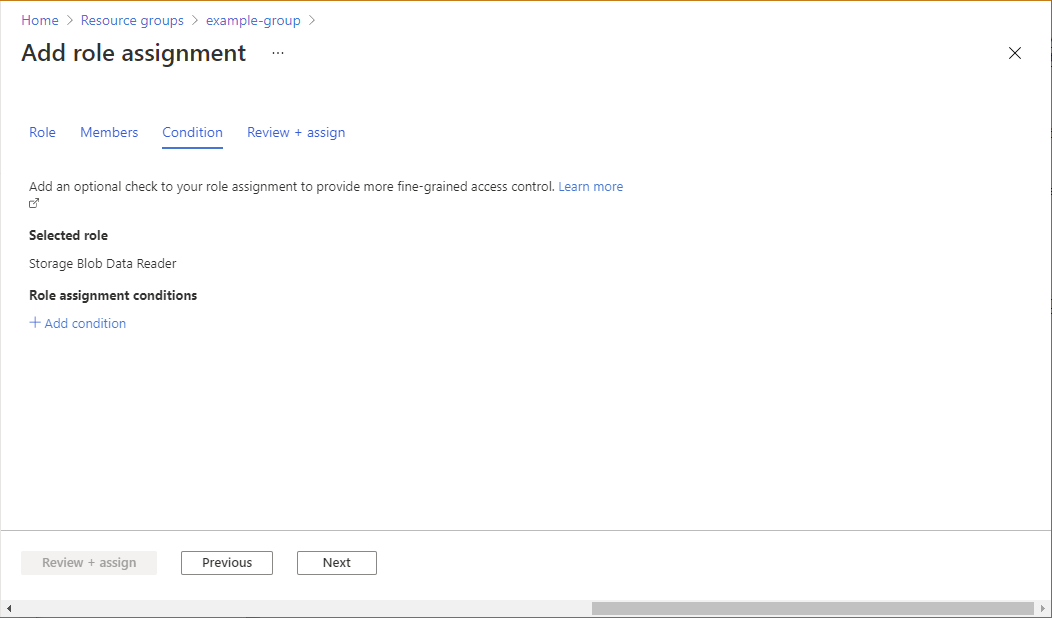 Home > Resource groups > example-group >
Add role assignment ...
Role Members Condition Review + assign
Add an optional check to your role assignment to provide more fine-grained access control. Learn more
Selected role
Storage Blob Data Reader
Role assignment conditions
+ Add condition
Review + assign Previous Next